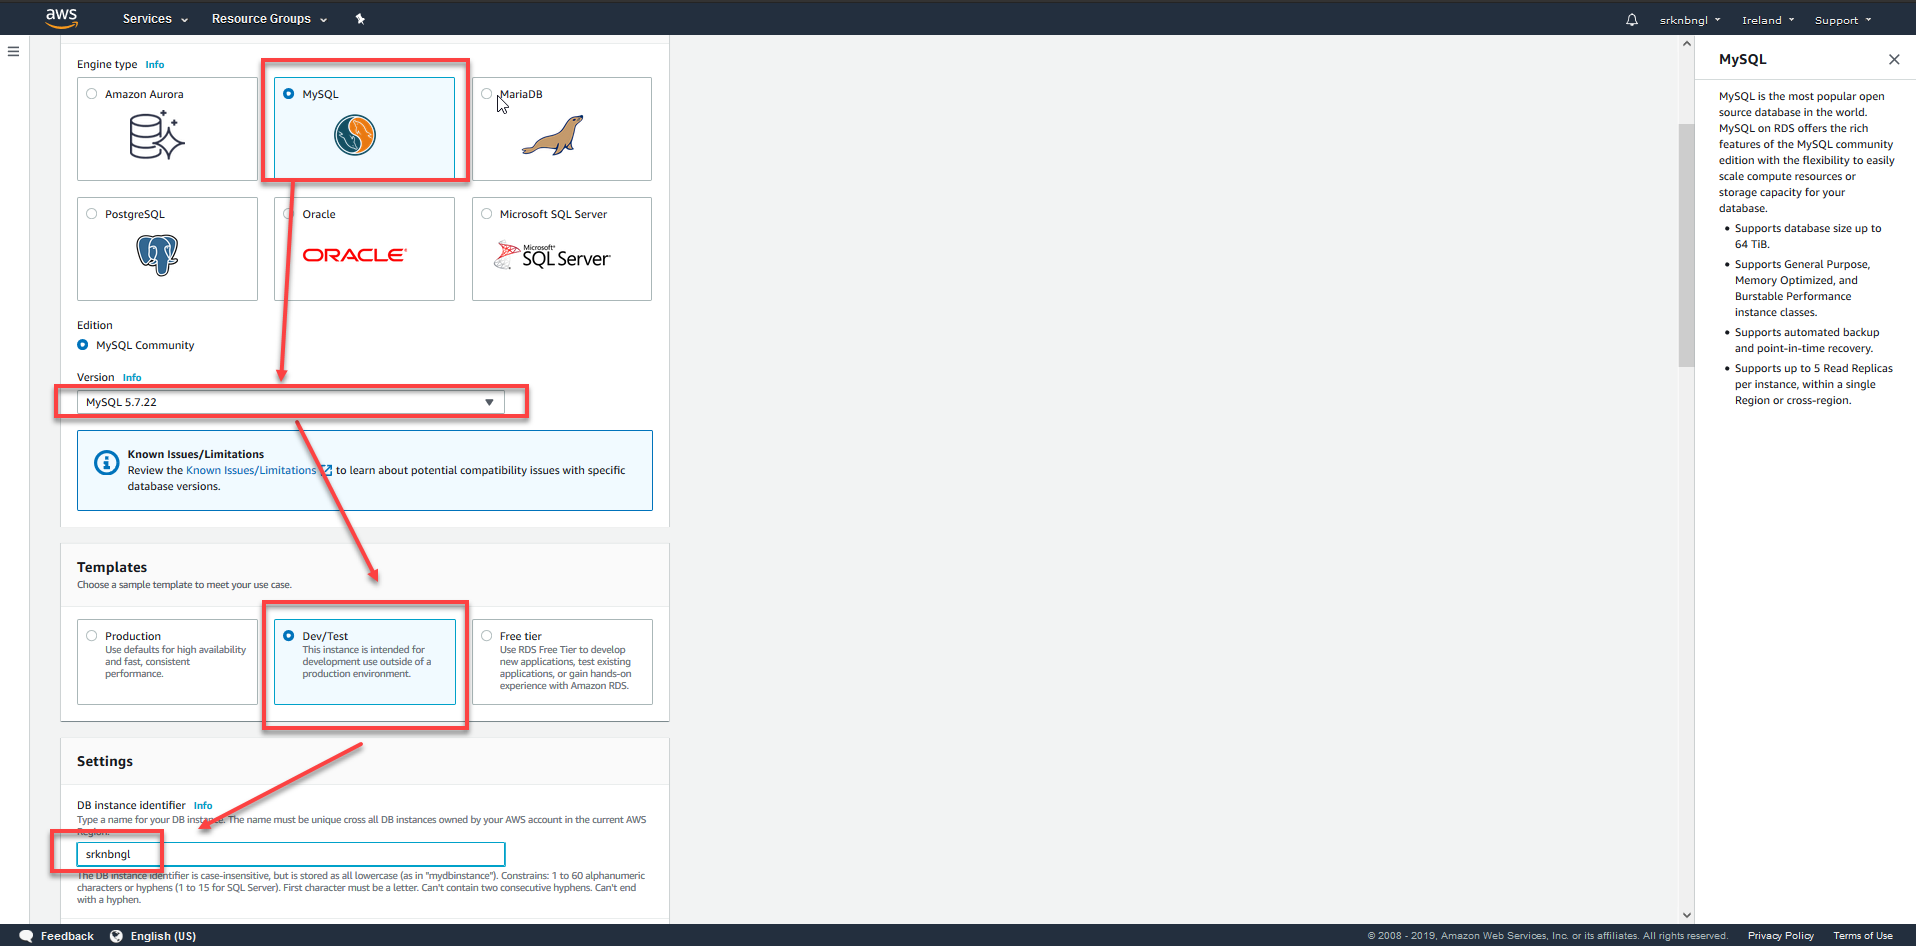 aws
Services
Resource Groups
srknbngl
Ireland
Support
Engine type Info
Amazon Aurora
MySQL
MariaDB
PostgreSQL
Oracle
ORACLE
Microsoft SQL Server
Microsoft
SQL Server
Edition
MySQL Community
Version Info
MySQL 5.7.22
Known Issues/Limitations
Review the Known Issues/Limitations to learn about potential compatibility issues with specific
database versions.
Templates
Choose a sample template to meet your use case.
Production
Use defaults for high availability
and fast, consistent
performance.
Dev/Test
This instance is intended for
development use outside of a
production environment.
Free tier
Use RDS Free Tier to develop
new applications, test existing
applications, or gain hands-on
experience with Amazon RDS.
Settings
DB instance identifier Info
Type a name for your DB instance. The name must be unique cross all DB instances owned by your AWS account in the current AWS
Region.
srknbngl
The DB instance identifier is case-insensitive, but is stored as all lowercase (as in "mydbinstance"). Constrains: 1 to 60 alphanumeric
characters or hyphens (1 to 15 for SQL Server). First character must be a letter. Can't contain two consecutive hyphens. Can't end
with a hyphen.
MySQL
MySQL is the most popular open
source database in the world.
MySQL on RDS offers the rich
features of the MySQL community
edition with the flexibility to easily
scale compute resources or
storage capacity for your
database.
• Supports database size up to
64 TiB.
• Supports General Purpose,
Memory Optimized, and
Burstable Performance
instance classes.
• Supports automated backup
and point-in-time recovery.
• Supports up to 5 Read Replicas
per instance, within a single
Region or cross-region.
Feedback
English (US)
© 2008 - 2019, Amazon Web Services, Inc. or its affiliates. All rights reserved.
Privacy Policy
Terms of Use